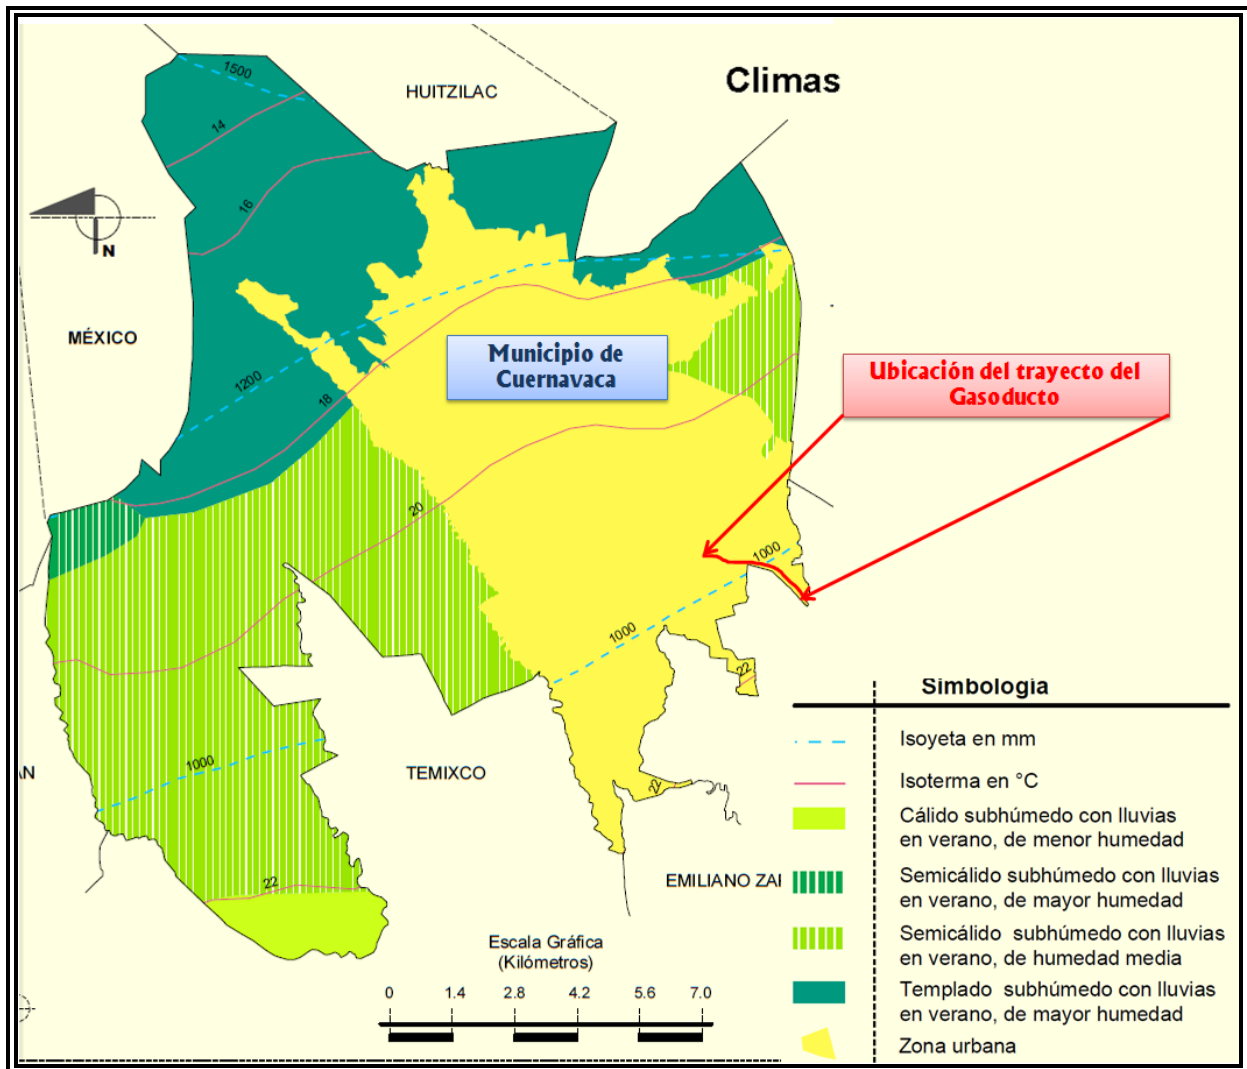 Climas
HUITZILAC
1500
14
16
N
MÉXICO
1200
18
Municipio de
Cuernavaca
Ubicación del trayecto del
Gasoducto
20
1000
1000
22
1000
22
22
AN
TEMIXCO
EMILIANO ZA
Escala Gráfica
(Kilómetros)
0 1.4 2.8 4.2 5.6 7.0
Simbología
Isoyeta en mm
Isoterma en °C
Cálido subhúmedo con lluvias
en verano, de menor humedad
Semicálido subhúmedo con lluvias
en verano, de mayor humedad
Semicálido subhúmedo con lluvias
en verano, de humedad media
Templado subhúmedo con lluvias
en verano, de mayor humedad
Zona urbana